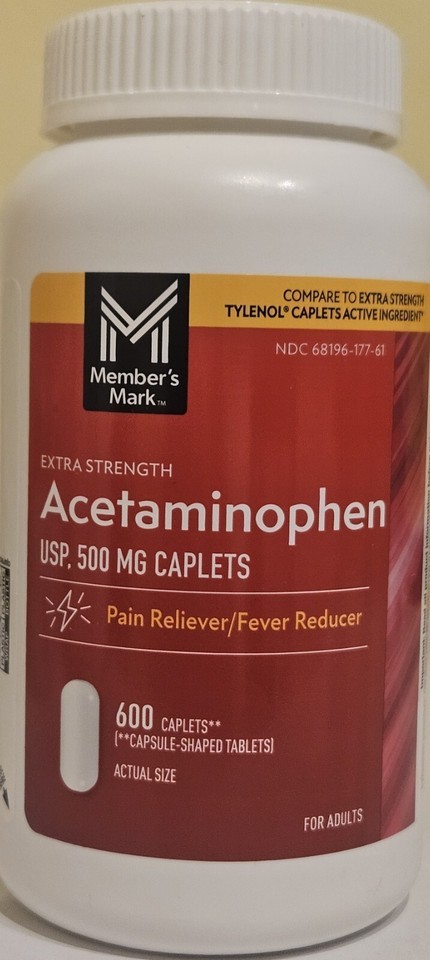 COMPARE TO EXTRA STRENGTH
TYLENOL® CAPLETS ACTIVE INGREDIENT*
NDC 68196-177-61
Member's
Mark™
EXTRA STRENGTH
Acetaminophen
USP, 500 MG CAPLETS
Pain Reliever/Fever Reducer
600 CAPLETS**
(**CAPSULE-SHAPED TABLETS)
ACTUAL SIZE
FOR ADULTS